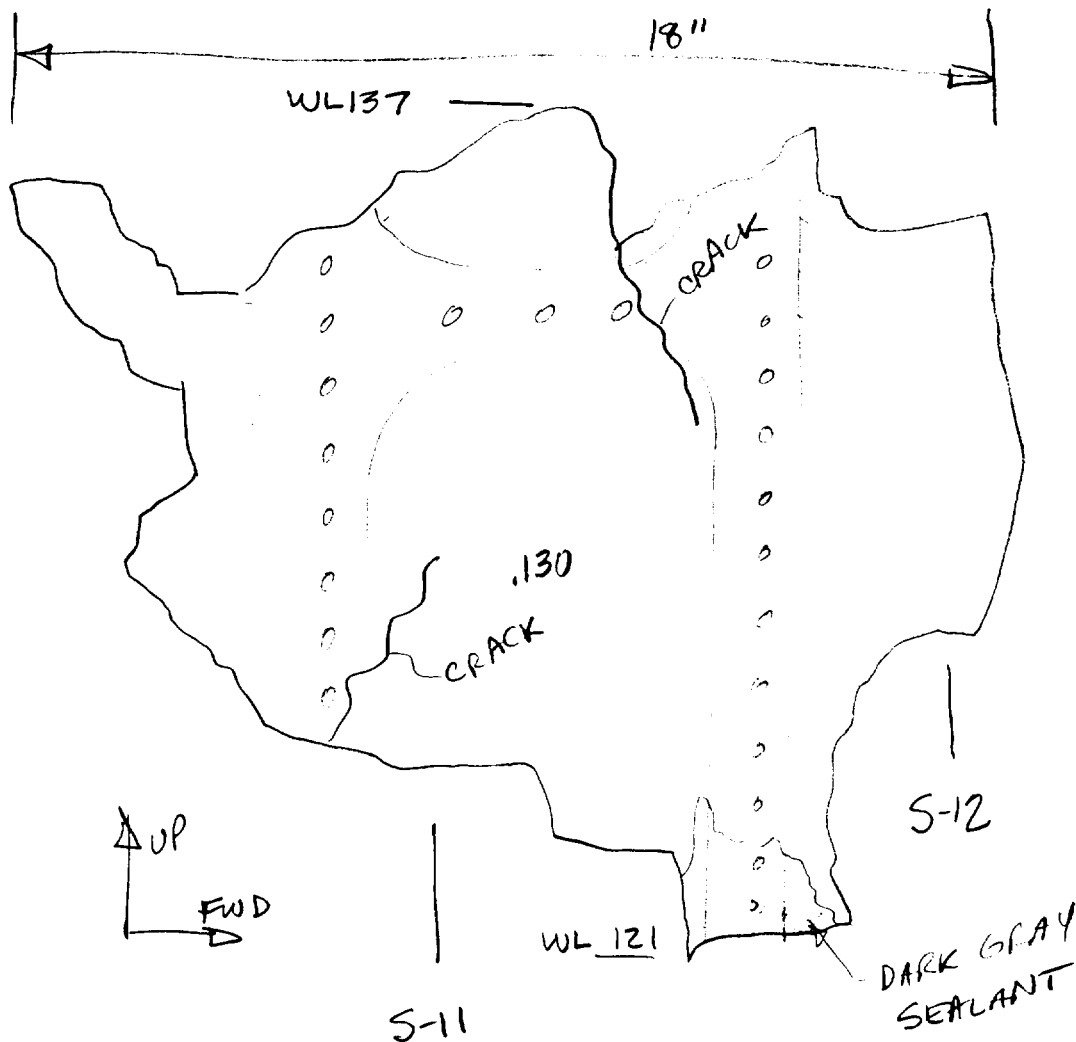 18"
WL137
CRACK
.130
CRACK
UP
FWD
S-12
WL 121
DARK GRAY
SEALANT
S-11